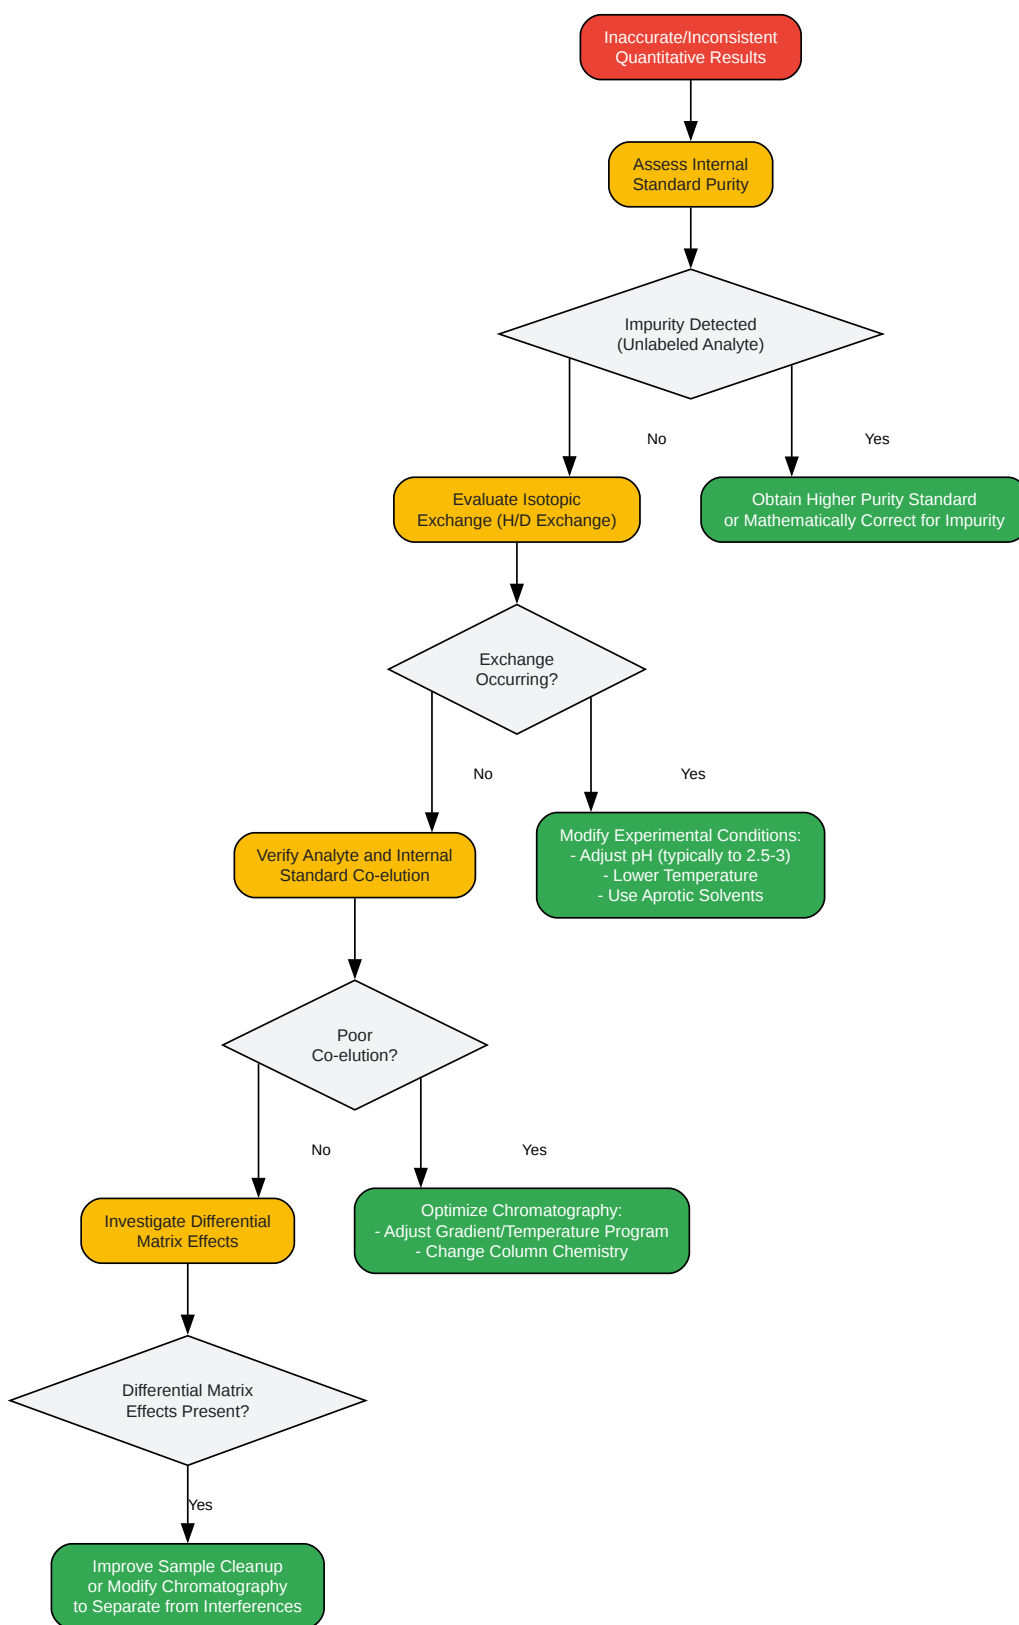 Inaccurate/Inconsistent
Quantitative Results
Assess Internal
Standard Purity
Impurity Detected
(Unlabeled Analyte)
No
Yes
Evaluate Isotopic
Exchange (H/D Exchange)
Obtain Higher Purity Standard
or Mathematically Correct for Impurity
Exchange
Occurring?
No
Yes
Verify Analyte and Internal
Standard Co-elution
Modify Experimental Conditions:
- Adjust pH (typically to 2.5-3)
- Lower Temperature
- Use Aprotic Solvents
Poor
Co-elution?
No
Yes
Investigate Differential
Matrix Effects
Optimize Chromatography:
- Adjust Gradient/Temperature Program
- Change Column Chemistry
Differential Matrix
Effects Present?
Yes
Improve Sample Cleanup
or Modify Chromatography
to Separate from Interferences